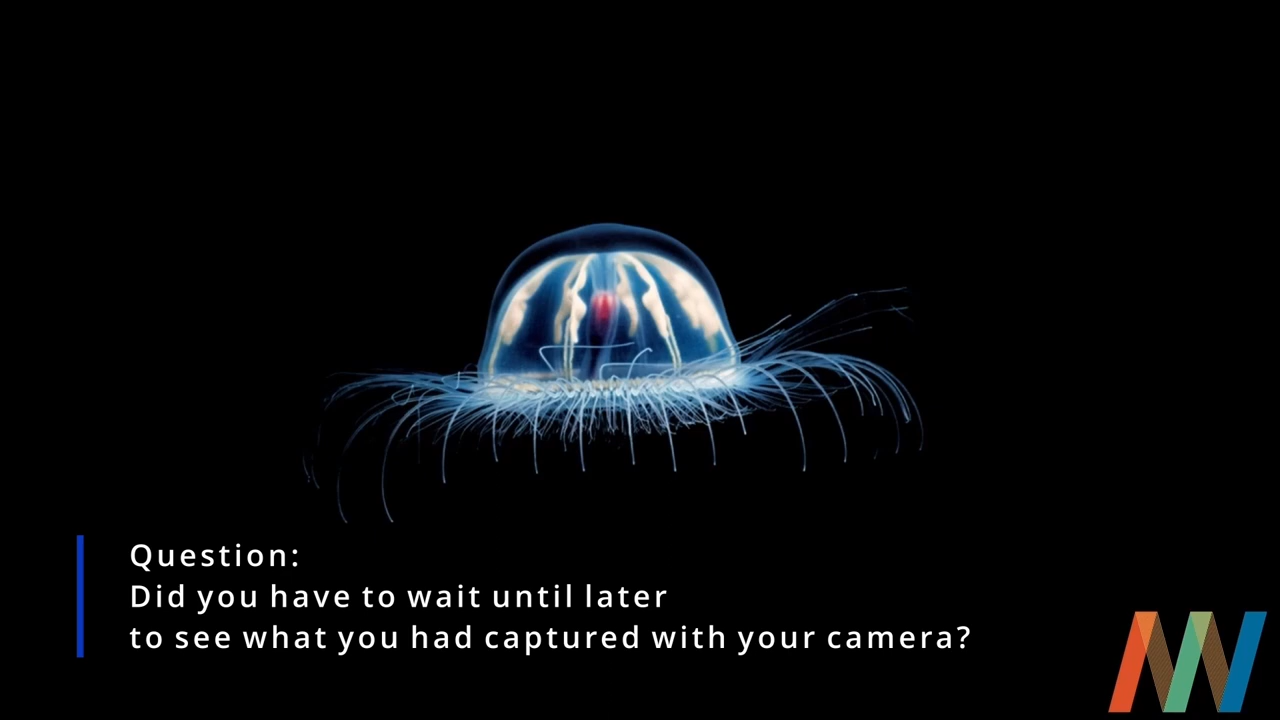 Question:
Did you have to wait until later
to see what you had captured with your camera?